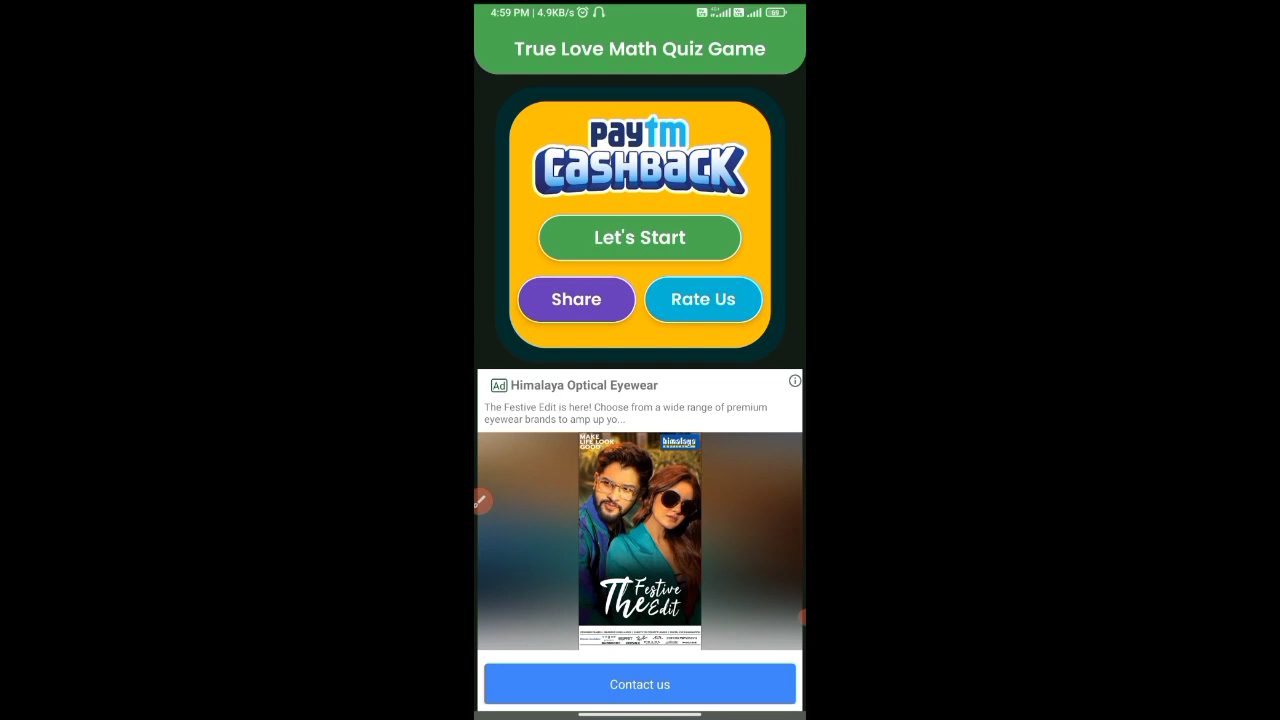 4:59 PM | 4.9KB/s
69
True Love Math Quiz Game
paytm
CASHBACK
Let's Start
Share
Rate Us
Ad Himalaya Optical Eyewear
The Festive Edit is here! Choose from a wide range of premium
eyewear brands to amp up yo...
MAKE
LIFE LOOK
GOOD
himalaya
The Festive
Edit
Contact us